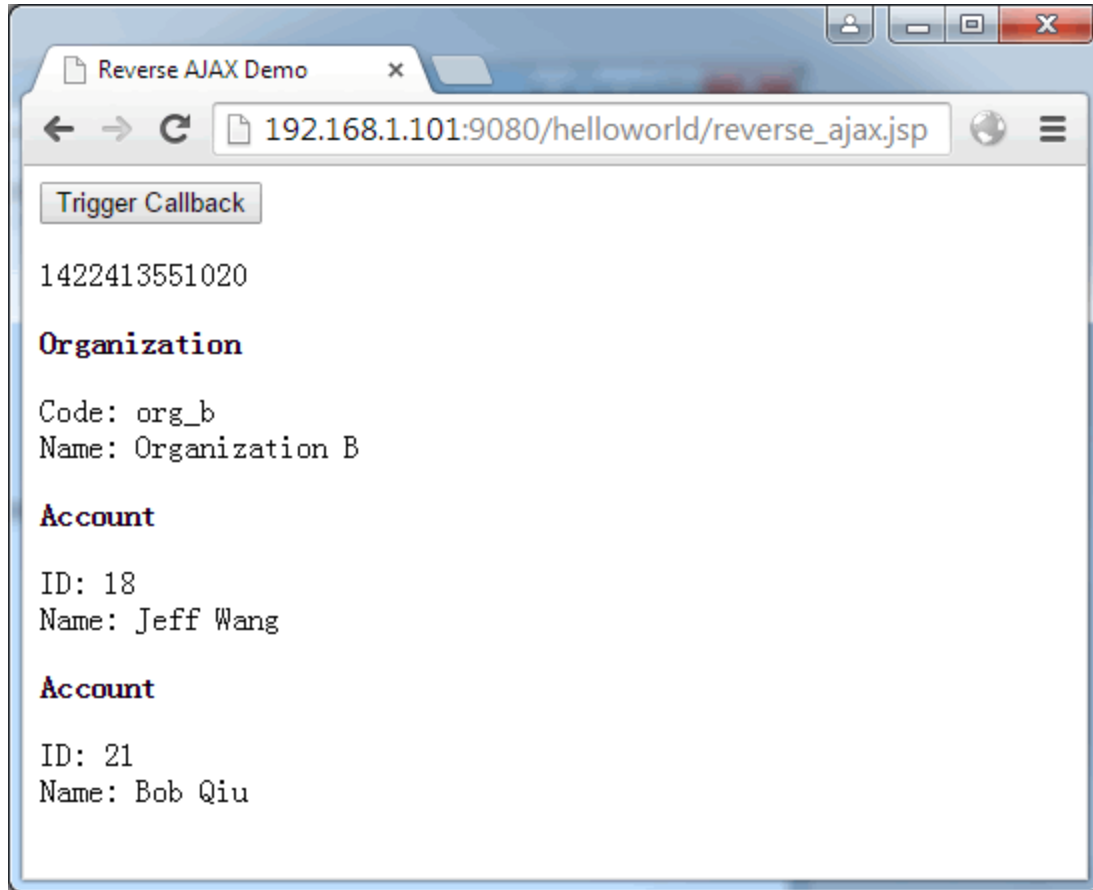 Reverse AJAX Demo
192.168.1.101:9080/helloworld/reverse_ajax.jsp
Trigger Callback
1422413551020
Organization
Code: org_b
Name: Organization B
Account
ID: 18
Name: Jeff Wang
Account
ID: 21
Name: Bob Qiu